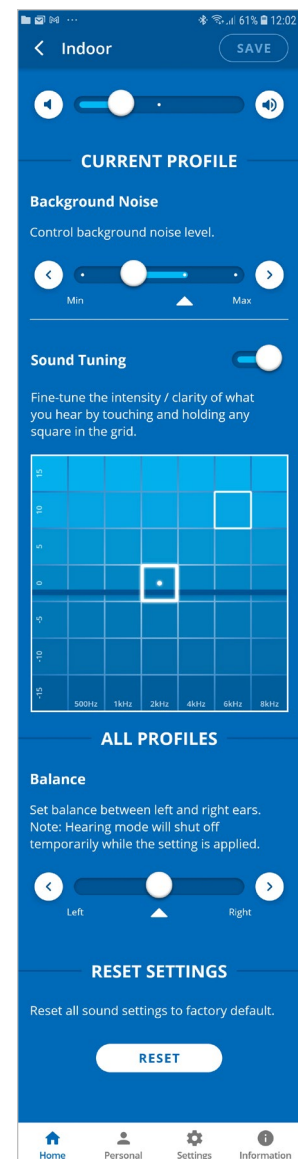 61% 12:02
Indoor
SAVE
CURRENT PROFILE
Background Noise
Control background noise level.
Min Max
Sound Tuning
Fine-tune the intensity / clarity of what
you hear by touching and holding any
square in the grid.
15
10
5
0
-5
-10
-15
500Hz 1kHz 2kHz 4kHz 6kHz 8kHz
ALL PROFILES
Balance
Set balance between left and right ears.
Note: Hearing mode will shut off
temporarily while the setting is applied.
Left Right
RESET SETTINGS
Reset all sound settings to factory default.
RESET
Home Personal Settings Information